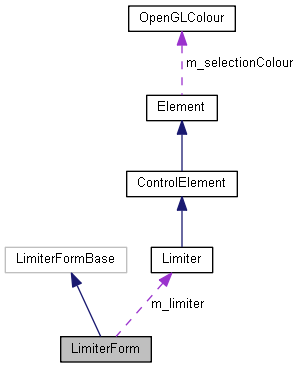 OpenGLColour
m_selectionColour
Element
ControlElement
LimiterFormBase
Limiter
m_limiter
LimiterForm